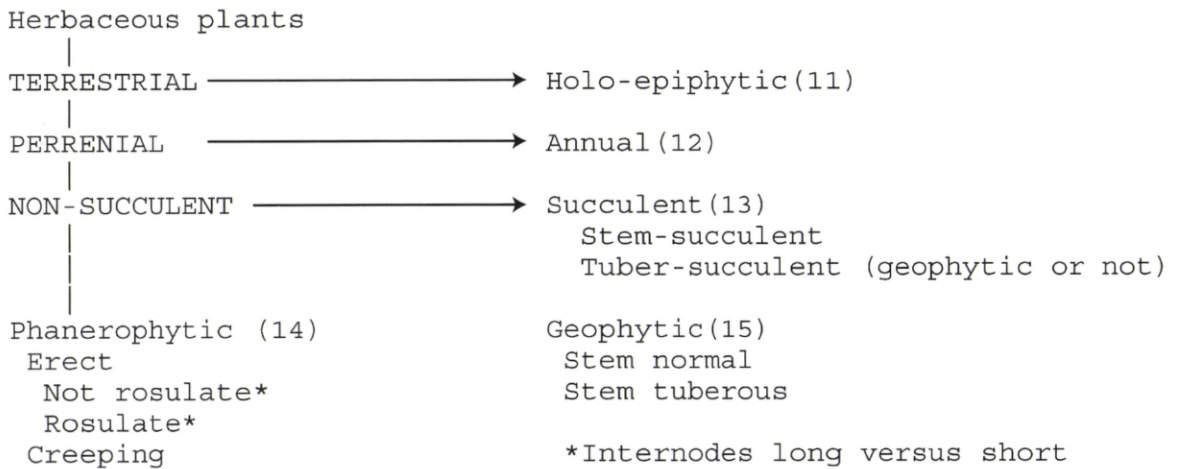 Herbaceous plants
TERRESTRIAL Holo-epiphytic(11)
PERRENIAL Annual(12)
NON-SUCCULENT Succulent(13)
Stem-succulent
Tuber-succulent (geophytic or not)
Phanerophytic (14) Geophytic(15)
Erect Stem normal
Not rosulate* Stem tuberous
Rosulate*
Creeping *Internodes long versus short